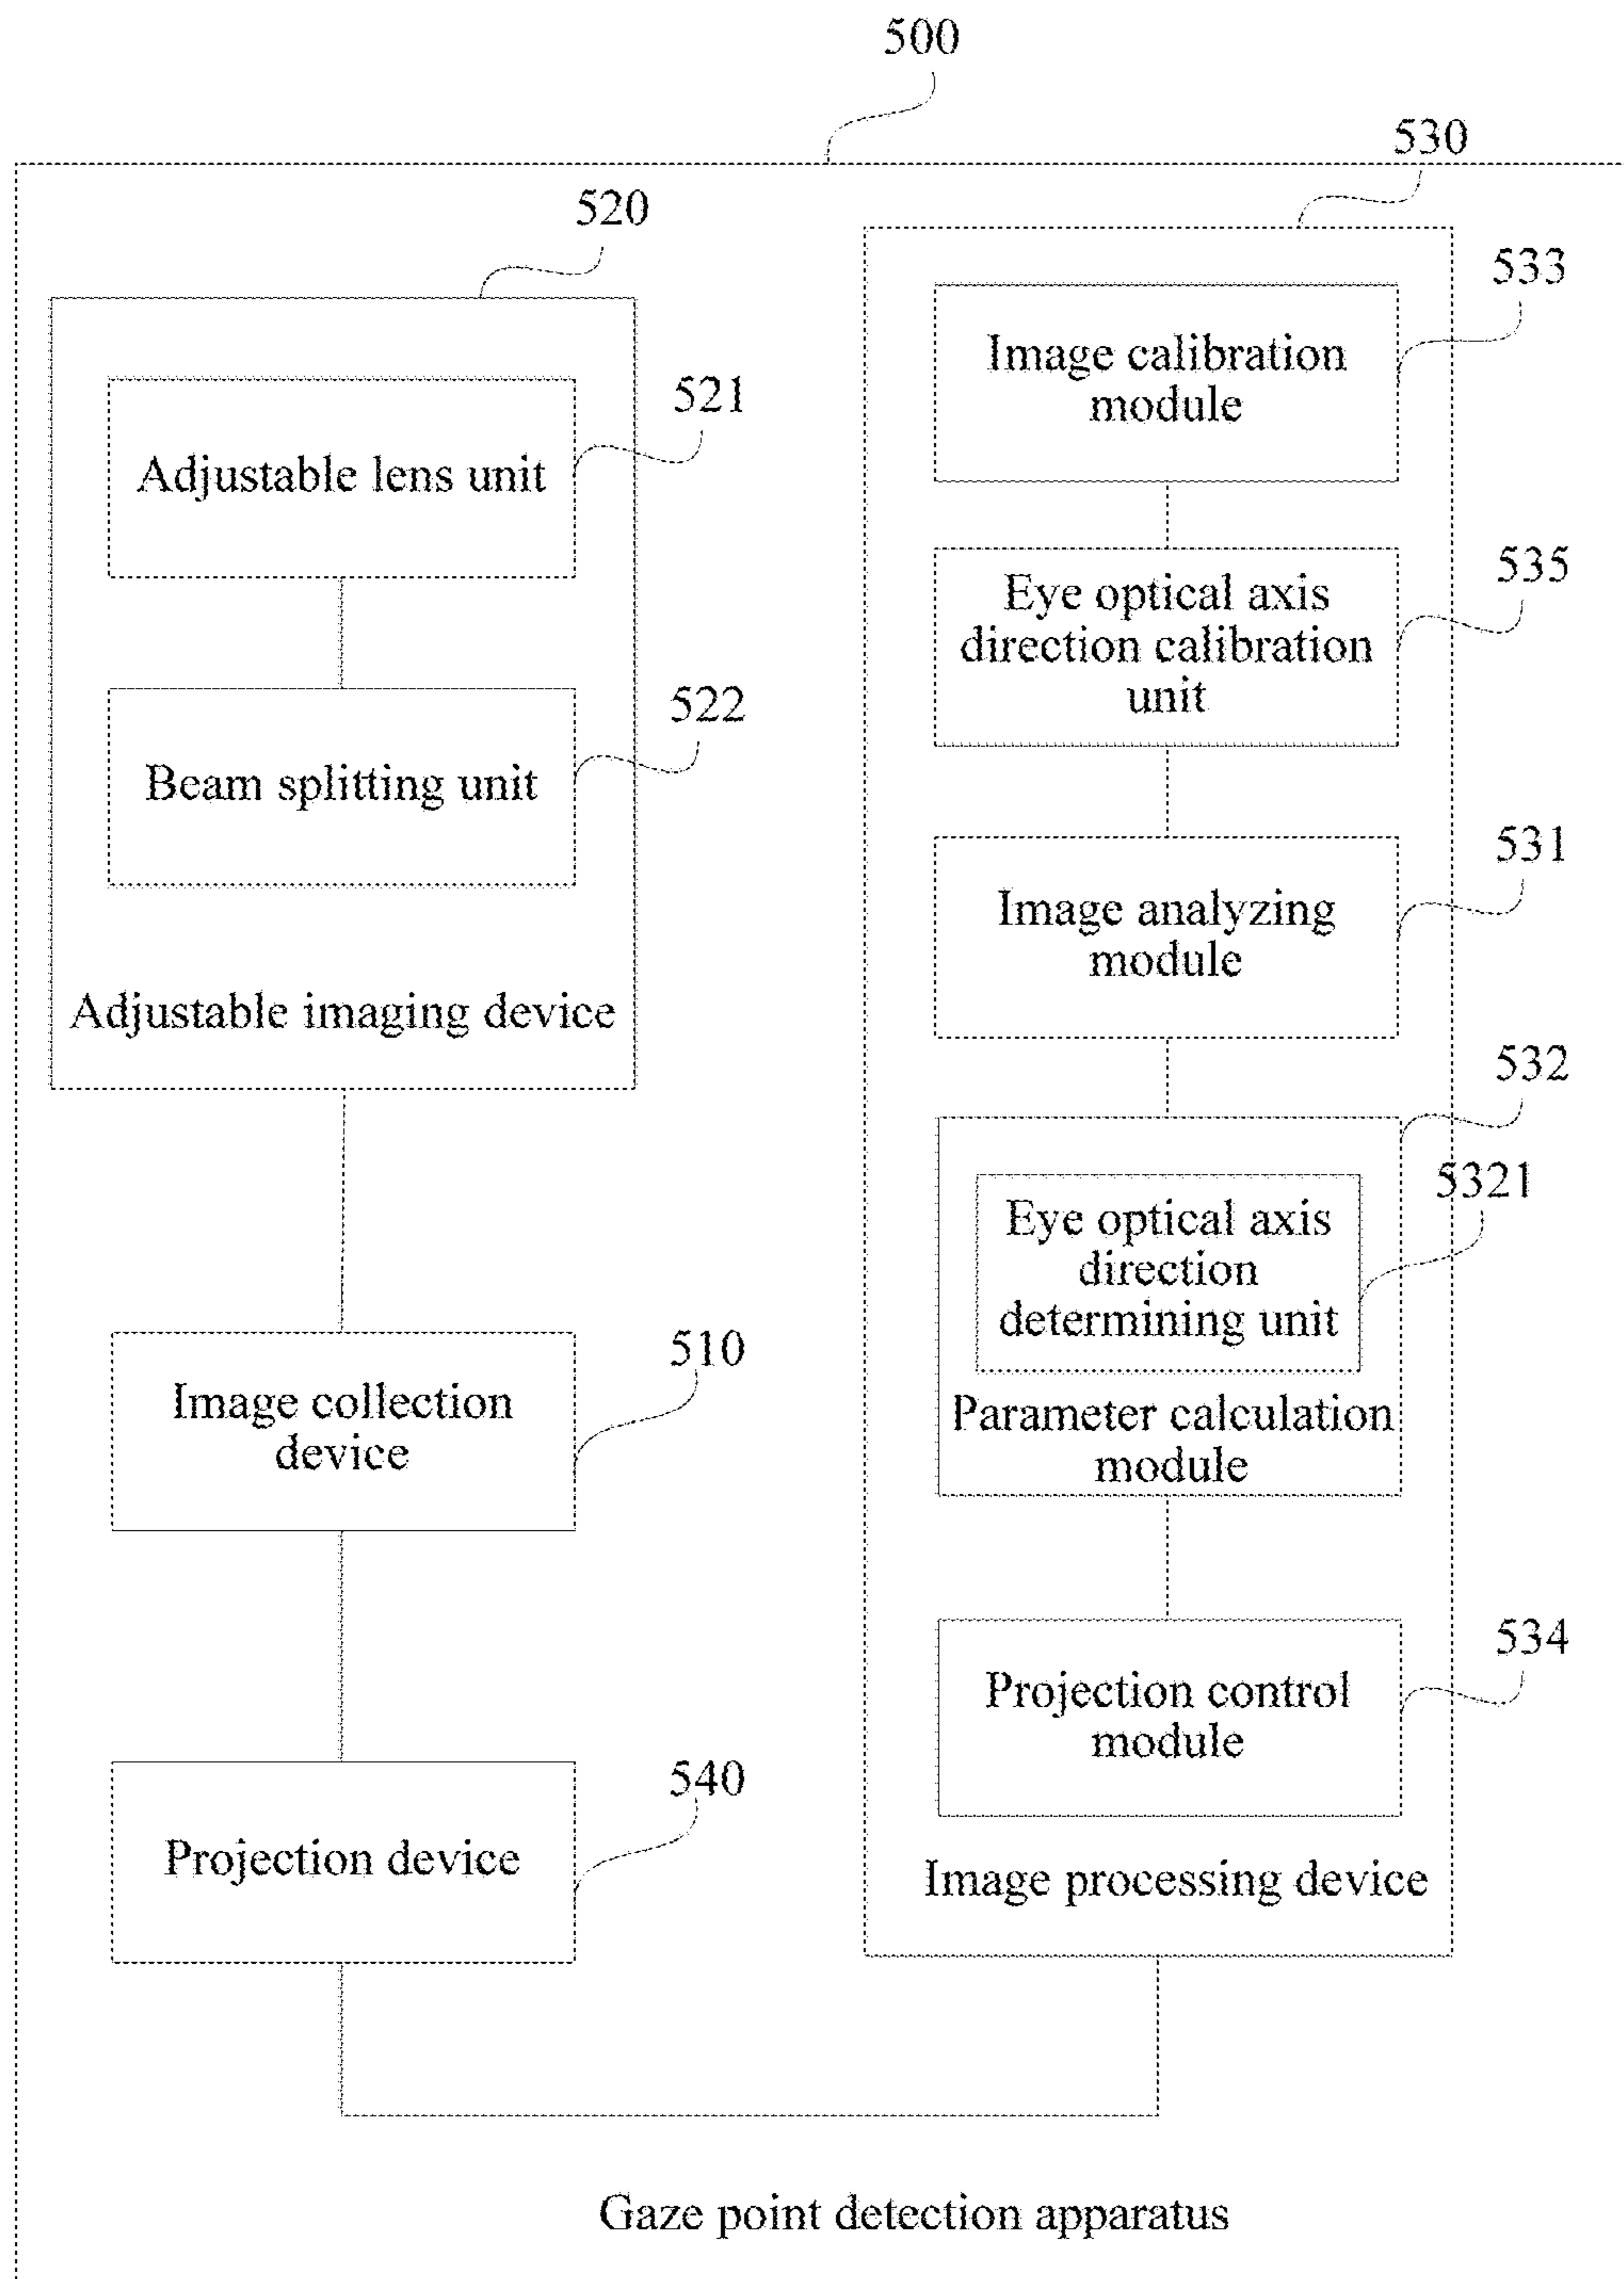 500
530
520
533
Image calibration
module
521
Adjustable lens unit
535
Eye optical axis
direction calibration
unit
522
Beam splitting unit
531
Image analyzing
module
Adjustable imaging device
532
5321
Eye optical axis
direction
determining unit
Parameter calculation
module
510
Image collection
device
534
Projection control
module
540
Projection device
Image processing device
Gaze point detection apparatus